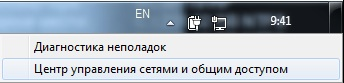 EN 9:41
Диагностика неполадок
Центр управления сетями и общим доступом